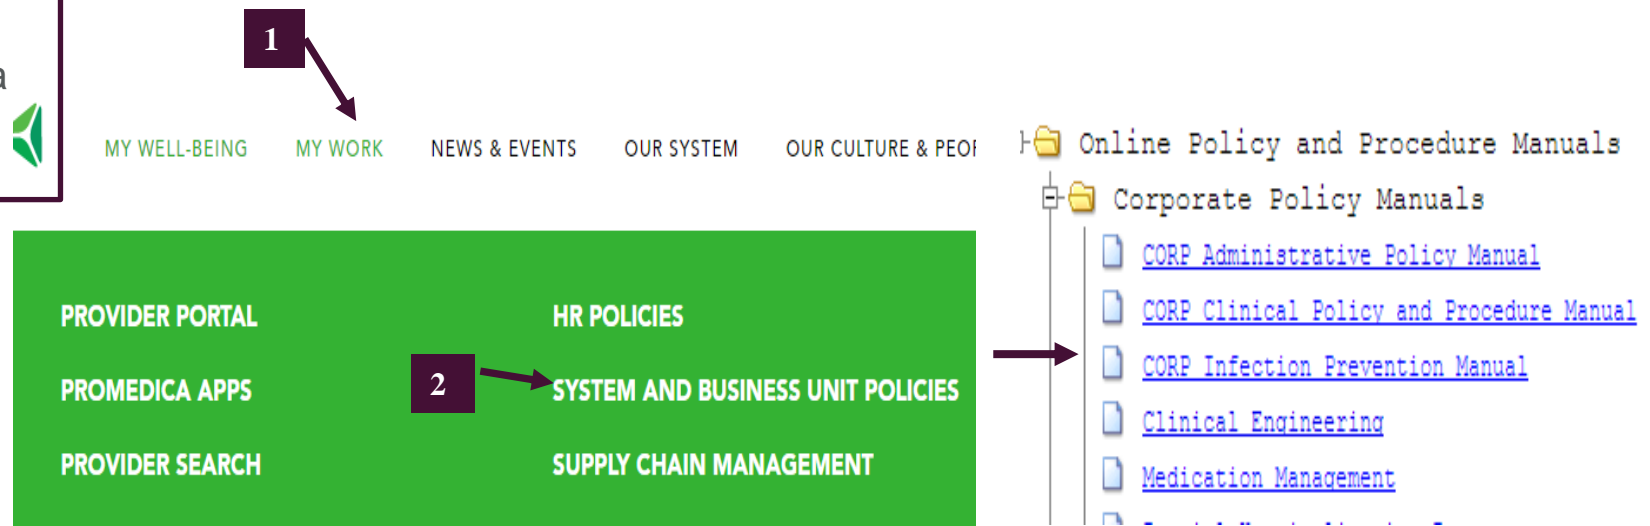 1
a
MY WELL-BEING MY WORK NEWS & EVENTS OUR SYSTEM OUR CULTURE &
PROVIDER PORTAL HR POLICIES
2
PROMEDICA APPS SYSTEM AND BUSINESS UNIT POLICIES
PROVIDER SEARCH SUPPLY CHAIN MANAGEMENT
Online Policy and Procedure Manuals
Corporate Policy Manuals
CORP Administrative Policy Manual
CORP Clinical Policy and Procedure Manual
CORP Infection Prevention Manual
Clinical Engineering
Medication Management